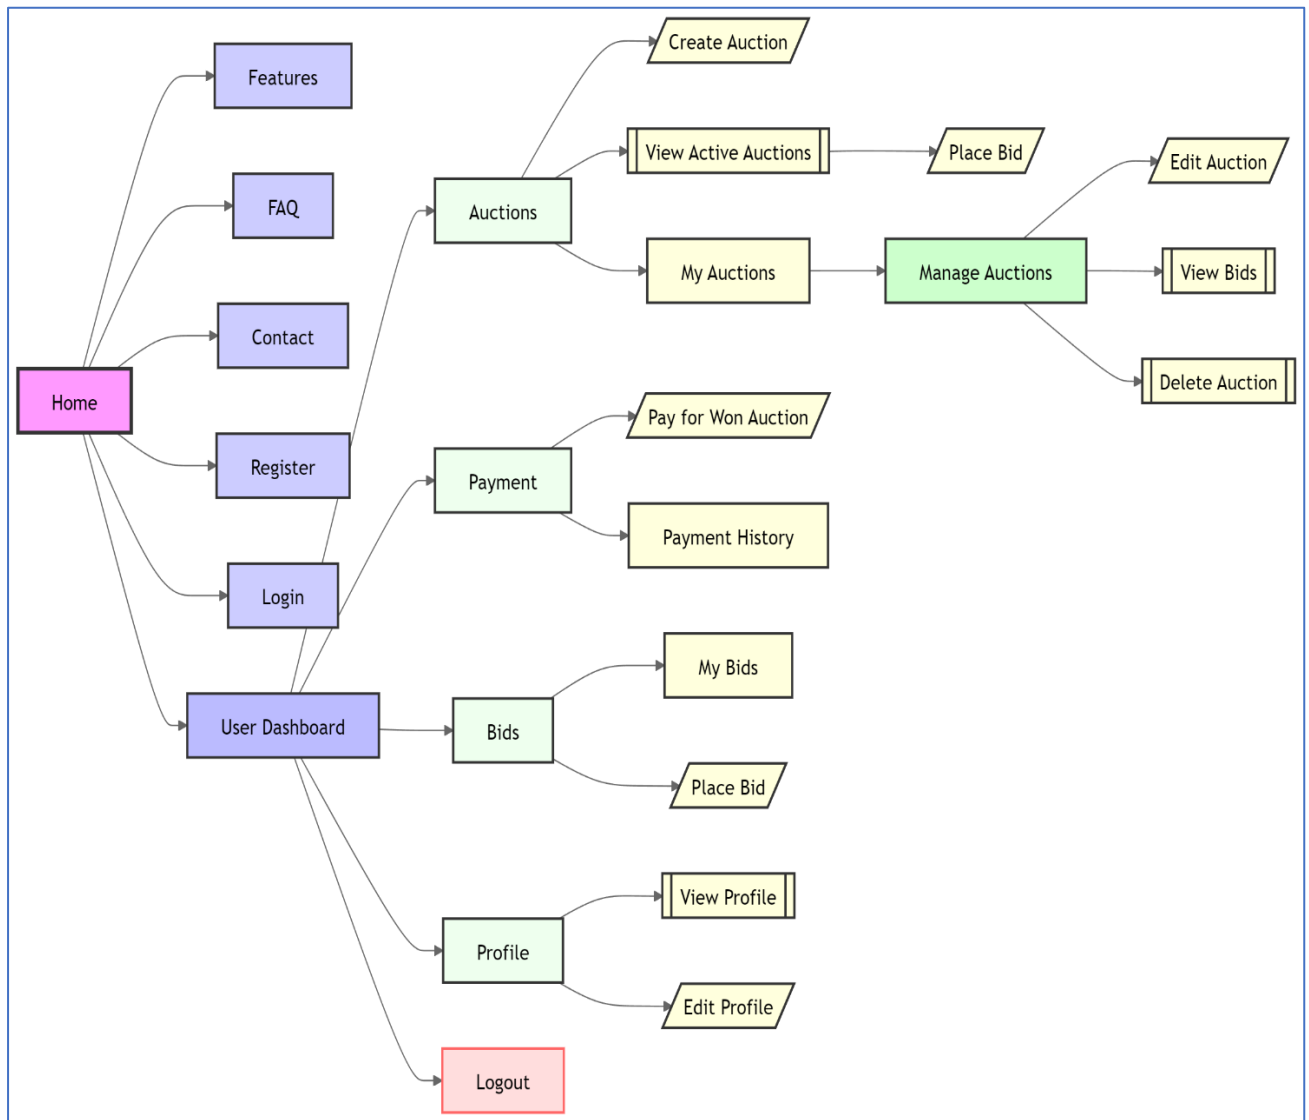 Home
Features
FAQ
Contact
Register
Login
User Dashboard
Auctions
Payment
Bids
Profile
Logout
Create Auction
View Active Auctions
My Auctions
Pay for Won Auction
Payment History
My Bids
Place Bid
View Profile
Edit Profile
Place Bid
Manage Auctions
Edit Auction
View Bids
Delete Auction